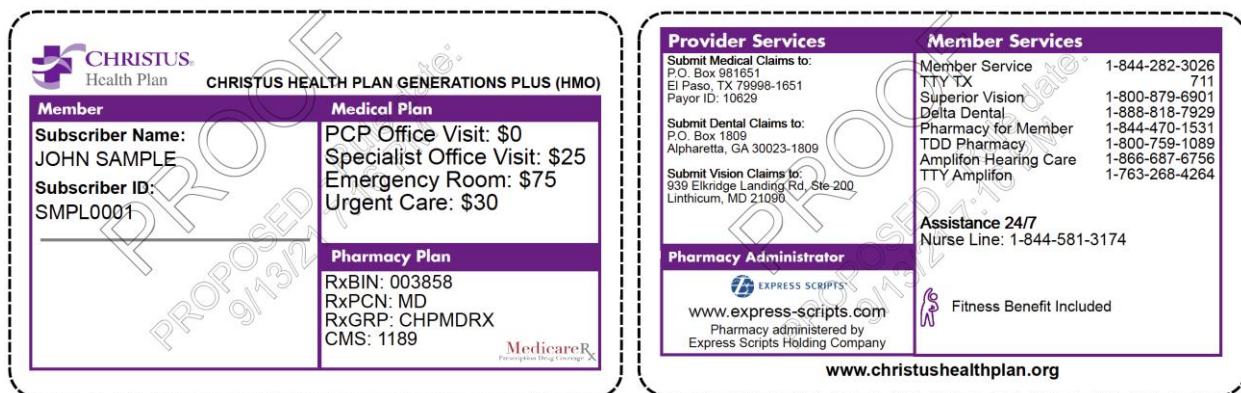 CHRISTUS®
Health Plan
CHRISTUS HEALTH PLAN GENERATIONS PLUS (HMO)
Member
Subscriber Name:
JOHN SAMPLE
Subscriber ID:
SMPL0001
Medical Plan
PCP Office Visit: $0
Specialist Office Visit: $25
Emergency Room: $75
Urgent Care: $30
Pharmacy Plan
RxBIN: 003858
RxPCN: MD
RxGRP: CHPMDRX
CMS: 1189
MedicareRx
Prescription Drug Coverage
PROOF
PROPOSED
9/13/21
Provider Services
Submit Medical Claims to:
P.O. Box 981651
El Paso, TX 79998-1651
Payor ID: 10629
Submit Dental Claims to:
P.O. Box 1809
Alpharetta, GA 30023-1809
Submit Vision Claims to:
939 Elkridge Landing Rd, Ste 200
Linthicum, MD 21090
Pharmacy Administrator
EXPRESS SCRIPTS®
www.express-scripts.com
Pharmacy administered by
Express Scripts Holding Company
Member Services
Member Service 1-844-282-3026
TTY TX 711
Superior Vision 1-800-879-6901
Delta Dental 1-888-818-7929
Pharmacy for Member 1-844-470-1531
TDD Pharmacy 1-800-759-1089
Amplifon Hearing Care 1-866-687-6756
TTY Amplifon 1-763-268-4264
Assistance 24/7
Nurse Line: 1-844-581-3174
Fitness Benefit Included
www.christushealthplan.org
PROOF
PROPOSED